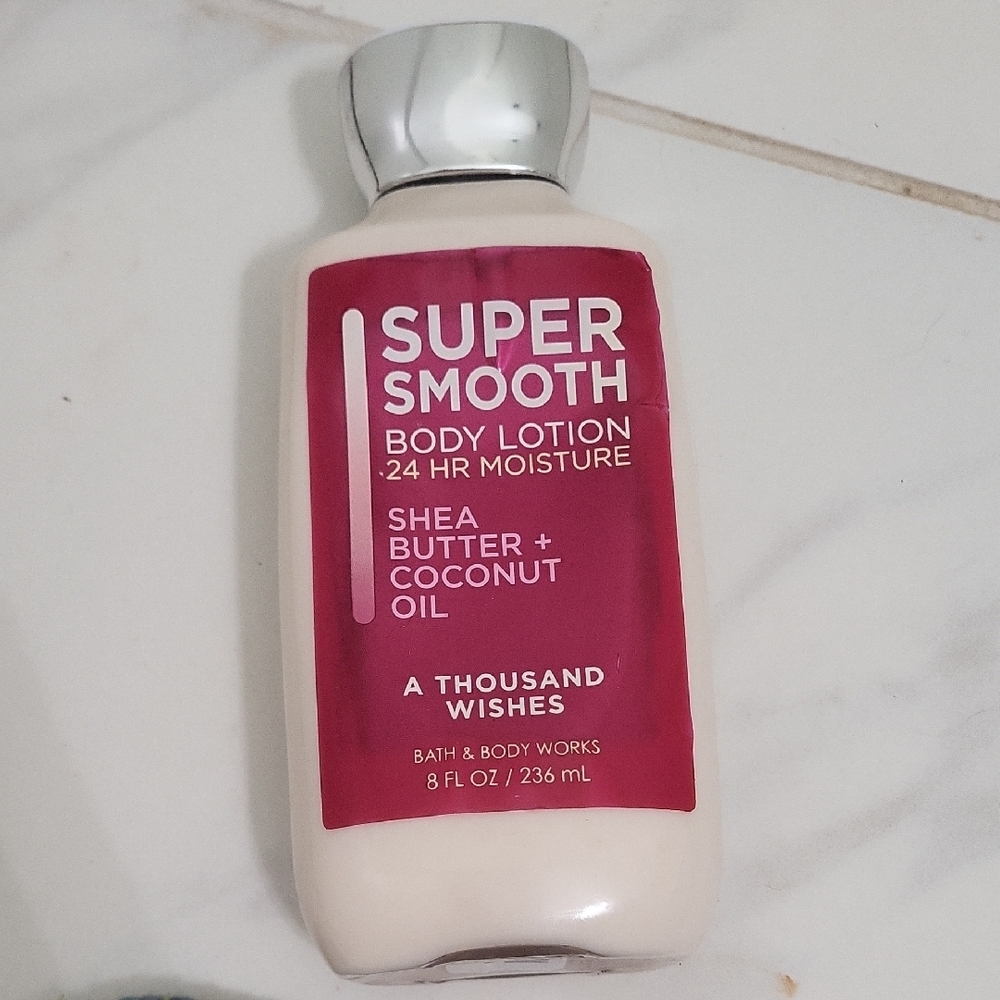 SUPER
SMOOTH
BODY LOTION
24 HR MOISTURE
SHEA
BUTTER +
COCONUT
OIL
A THOUSAND
WISHES
BATH & BODY WORKS
8 FL OZ / 236 mL